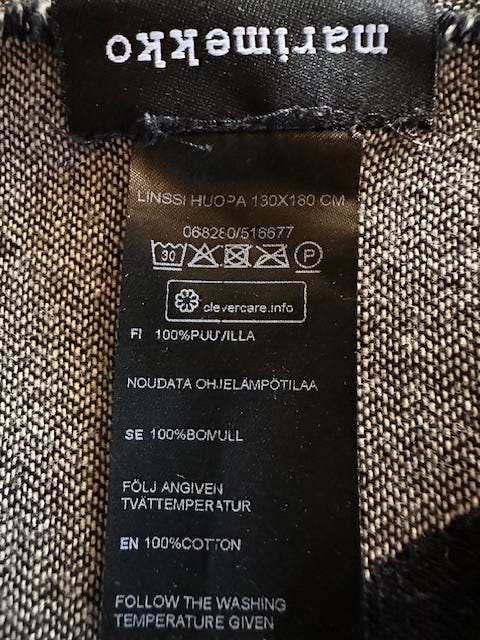 marimekko
LINSSI HUOPA 130X180 CM
068260/516677
30 P
clevercare.info
FI 100%PUUVILLA
NOUDATA OHJELÄMPÖTILAA
SE 100%BOMULL
FÖLJ ANGIVEN
TVÄTTEMPERATUR
EN 100%COTTON
FOLLOW THE WASHING
TEMPERATURE GIVEN